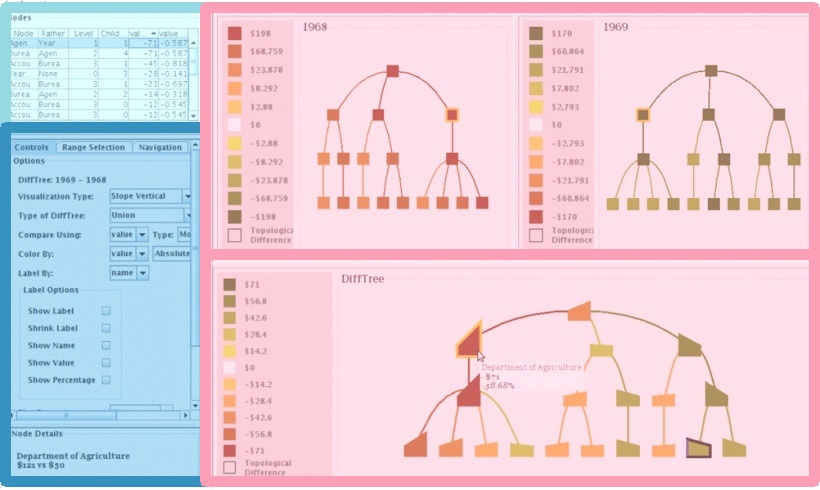 odes
Node Father Level Child.. val... value
Agen.. Year... 1 1 -71 -0.587
Burea.. Agen.. 2 4 -71 -0.587
Accou.. Burea.. 3 1 -45 -0.818
Year... None 0 3 -28 -0.141
Accou.. Burea.. 3 1 -23 -0.697
Burea.. Agen.. 2 2 -14 -0.318
Accou.. Burea.. 3 0 -12 -0.545
Accou.. Burea.. 3 0 -12 -0.545
Controls Range Selection Navigation
Options
DiffTree: 1969 - 1968
Visualization Type: Slope Vertical
Type of DiffTree: Union
Compare Using: value Type: Mo
Color By: value Absolute
Label By: name
Label Options
Show Label
Shrink Label
Show Name
Show Value
Show Percentage
Node Details
Department of Agriculture
$121 vs $50
1968
$198
$68.759
$23.878
$8.292
$2.88
$0
-$2.88
-$8.292
-$23.878
-$68.759
-$198
Topologica
Difference
1969
$170
$60.864
$21.791
$7.802
$2.793
$0
-$2.793
-$7.802
-$21.791
-$60.864
-$170
Topologica
Difference
DiffTree
$71
$56.8
$42.6
$28.4
$14.2
$0
-$14.2
-$28.4
-$42.6
-$56.8
-$71
Topological
Difference
Department of Agriculture
-$71
-58.68%